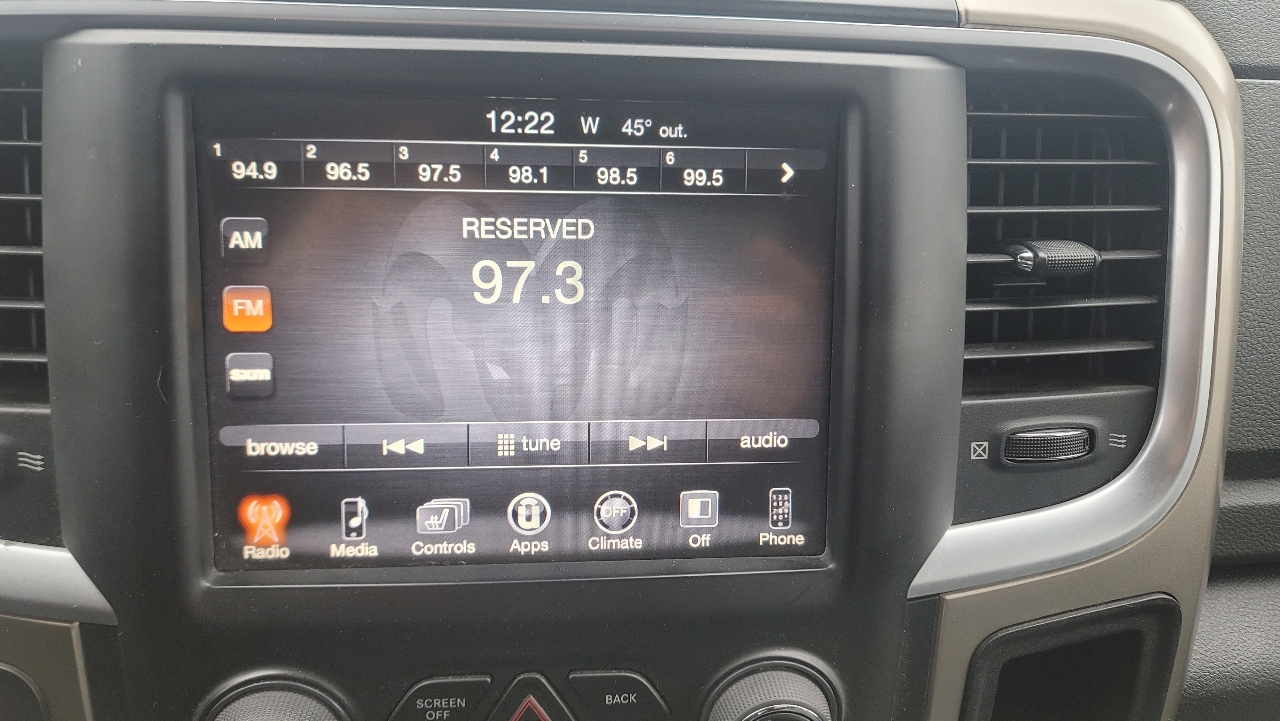 12:22 W 45° out.
1 94.9 2 96.5 3 97.5 4 98.1 5 98.5 6 99.5
RESERVED
97.3
AM
FM
sxm
browse tune audio
OFF
Radio Media Controls Apps Climate Off Phone
SCREEN OFF
BACK